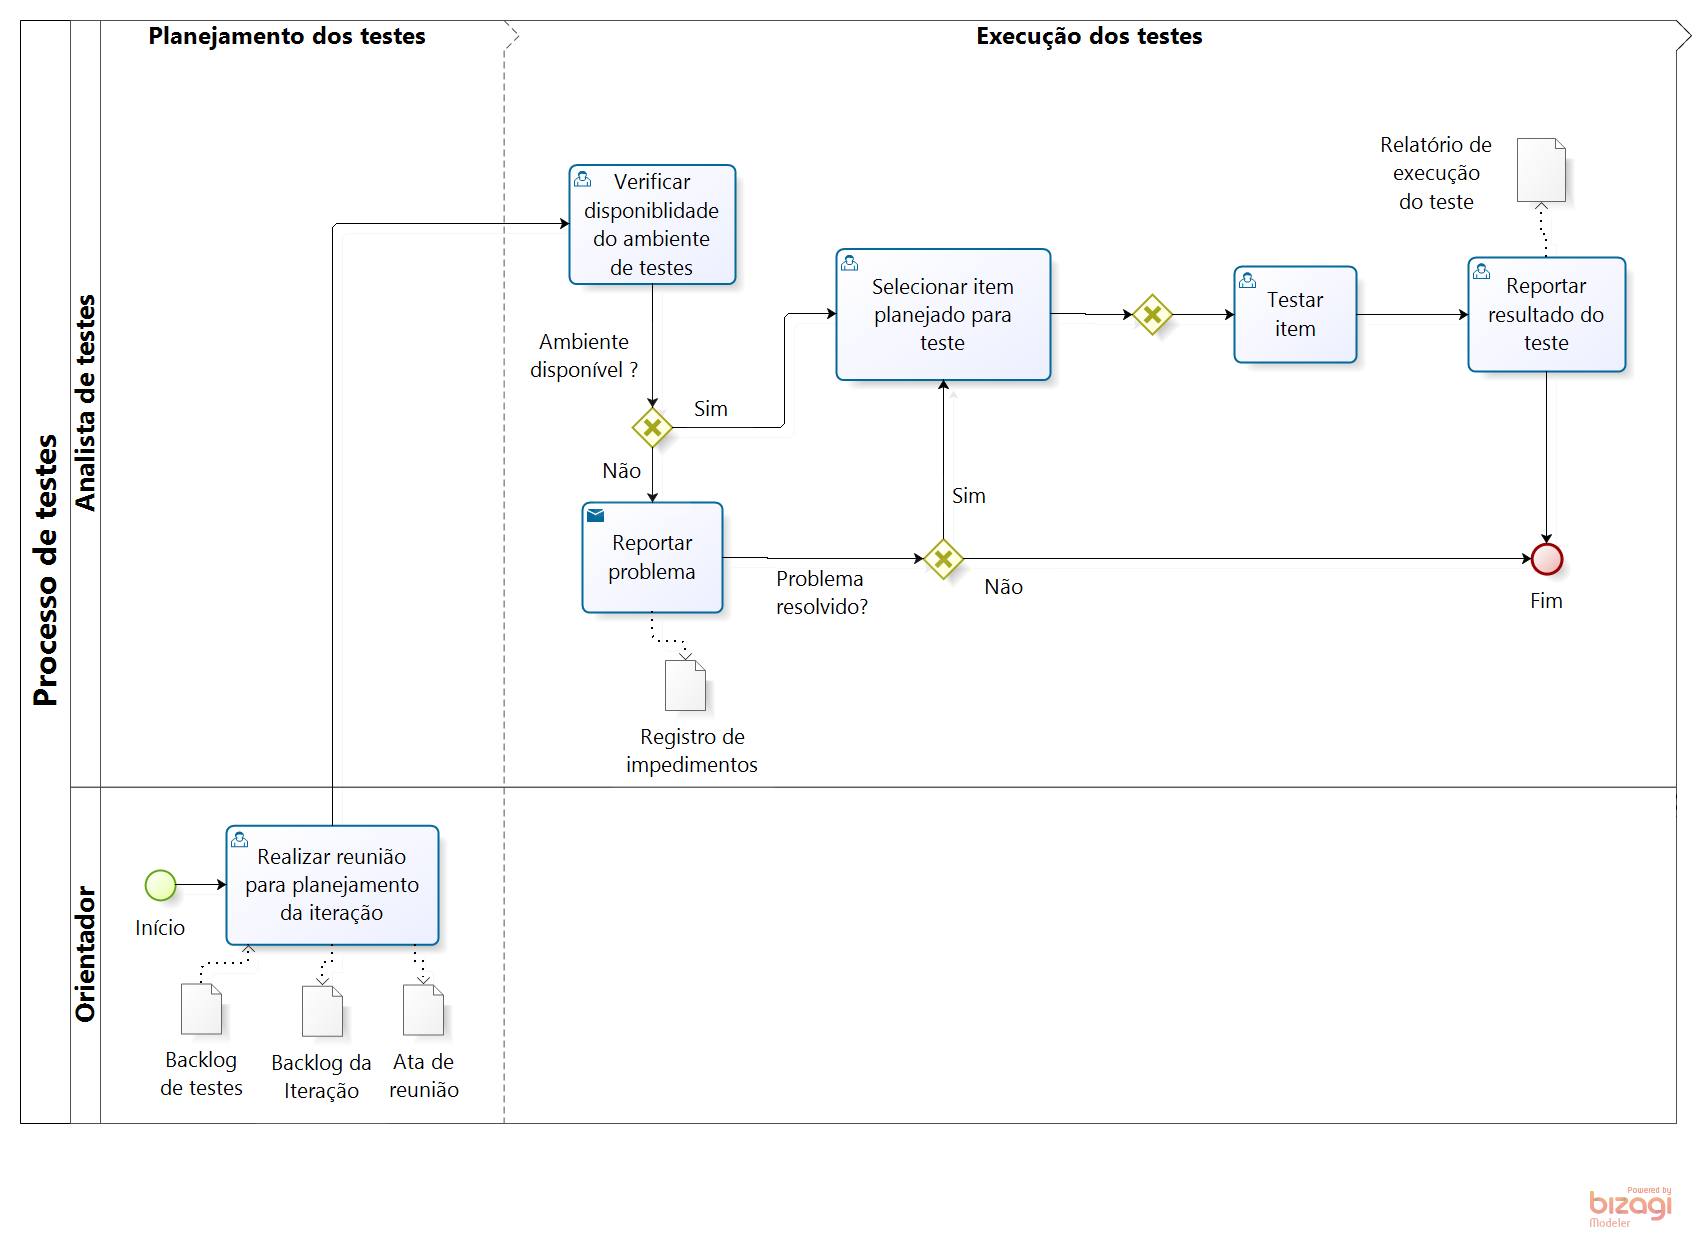 Planejamento dos testes
Execução dos testes
Processo de testes
Analista de testes
Orientador
Relatório de
execução
do teste
Verificar
disponiblidade
do ambiente
de testes
Selecionar item
planejado para
teste
Testar
item
Reportar
resultado do
teste
Ambiente
disponível ?
Sim
Não
Reportar
problema
Problema
resolvido?
Sim
Não
Fim
Registro de
impedimentos
Realizar reunião
para planejamento
da iteração
Início
Backlog
de testes
Backlog da
Iteração
Ata de
reunião
Powered by
bizagi
Modeler